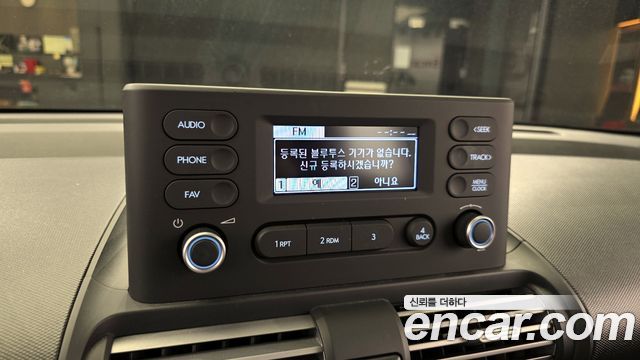 AUDIO
FM
--:--
<SEEK
등록된 블루투스 기기가 없습니다.
PHONE
신규 등록하시겠습니까?
TRACK>
FAV
1
2 아니요
MENU
CLOCK
1 RPT
2 RDM
3
4
BACK
신뢰를 더하다
encar.com